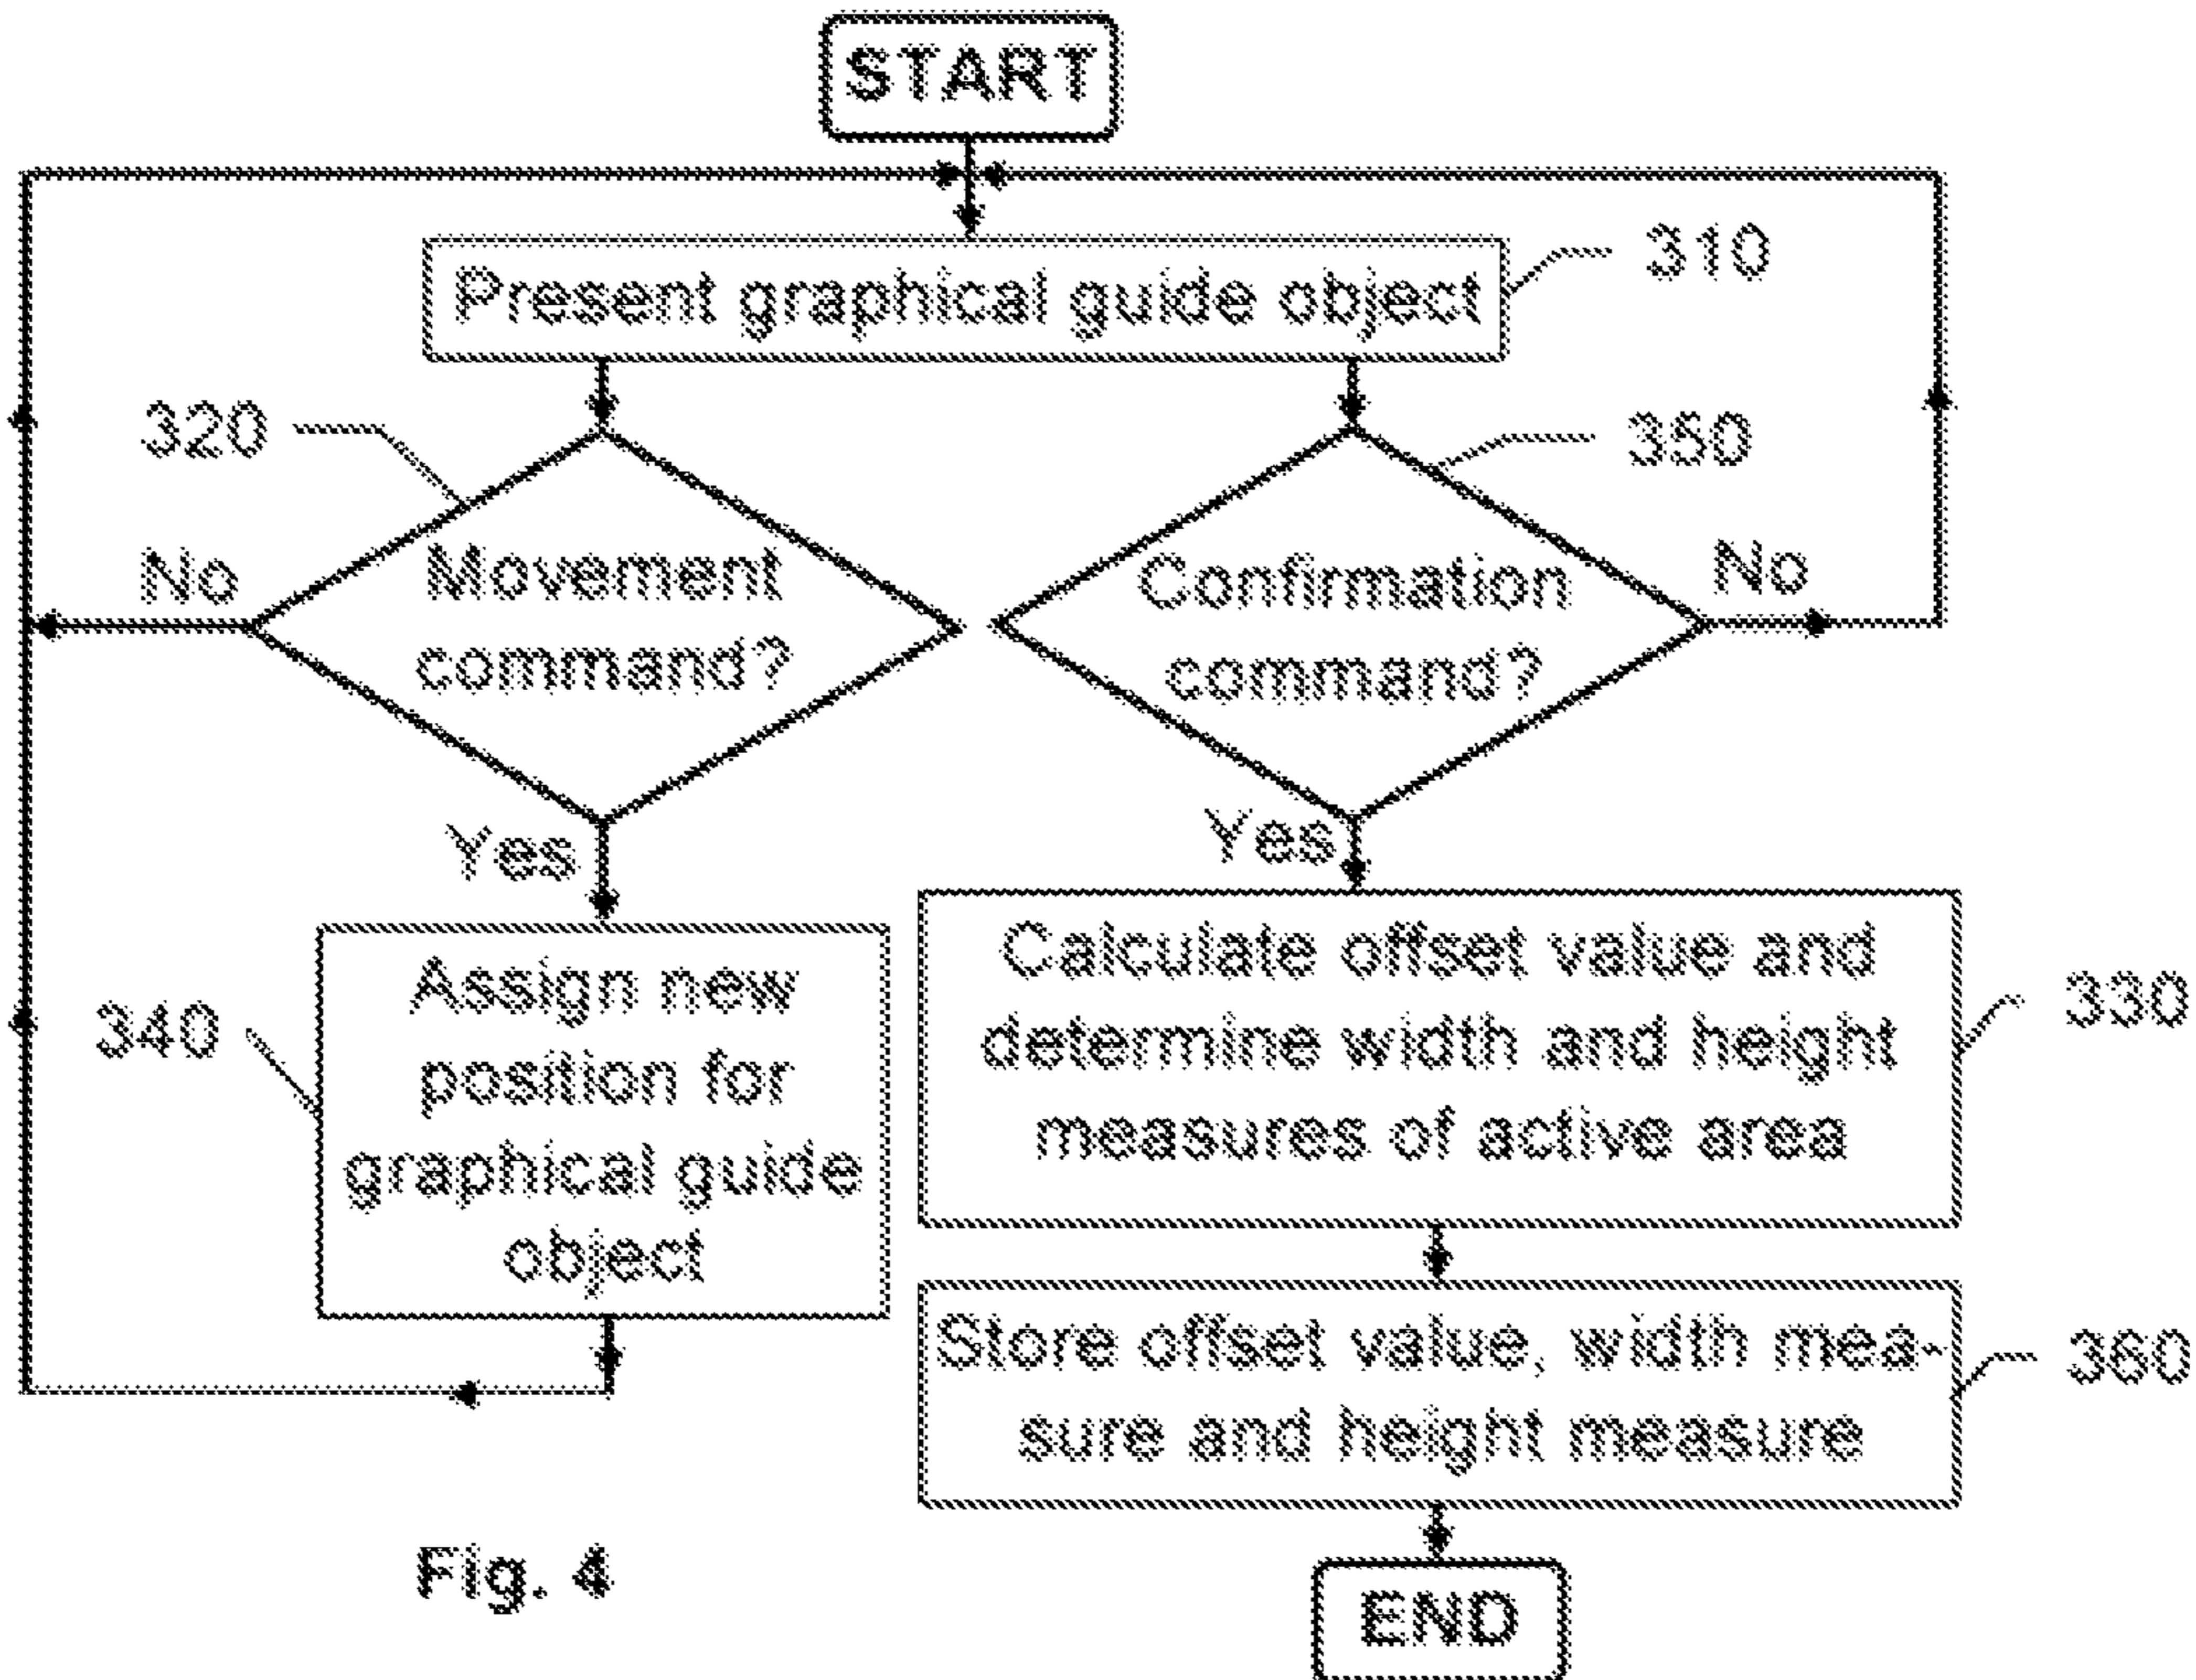 START
Present graphical guide object
310
320
350
No
Movement
command?
Confirmation
command?
No
Yes
Yes
340
Assign new
position for
graphical guide
object
Calculate offset value and
determine width and height
measures of active area
330
Store offset value, width mea-
sure and height measure
360
Fig. 4
END